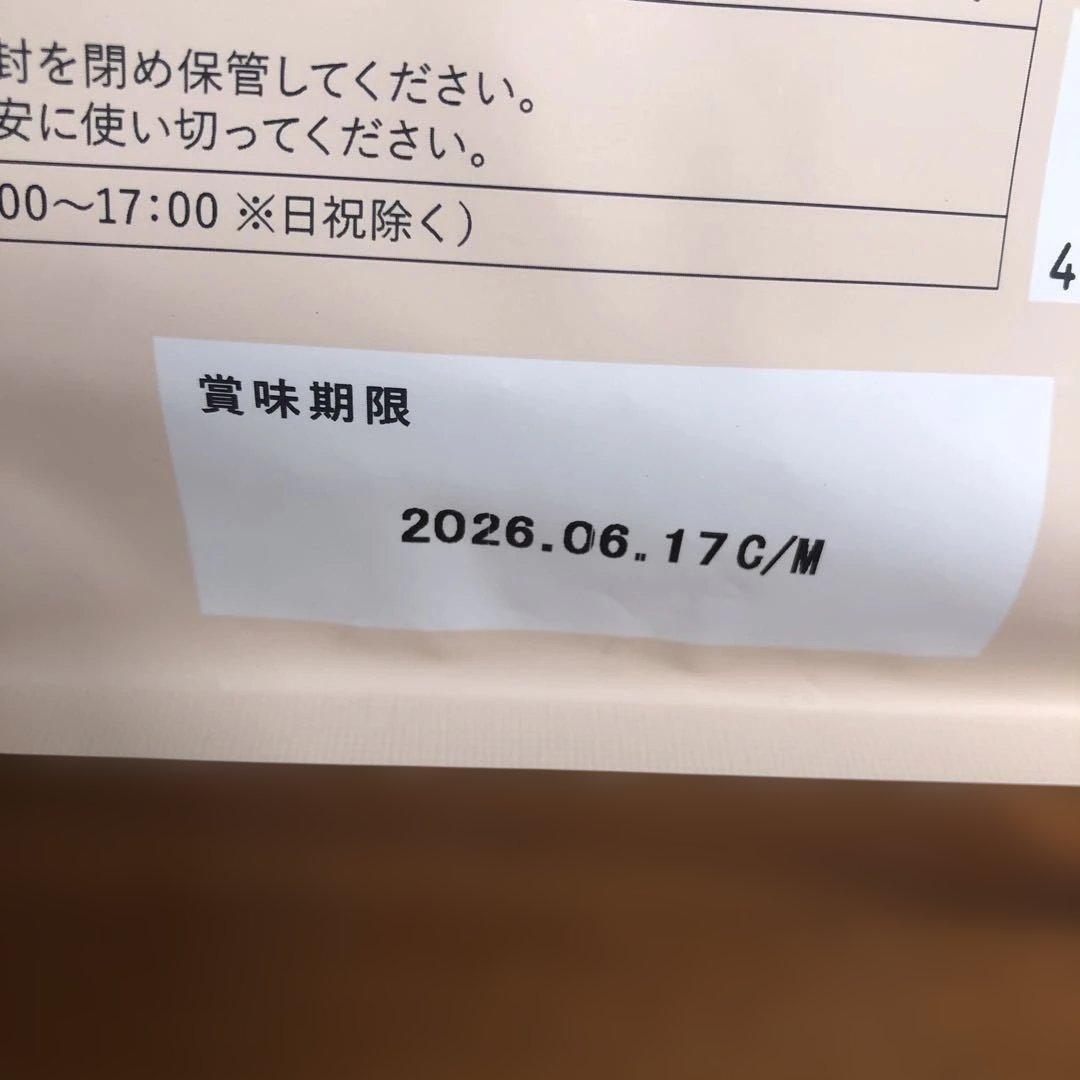 封を閉め保管してください。
安に使い切ってください。
00～17:00 ※日祝除く)
4
賞味期限
2026.06.17C/M